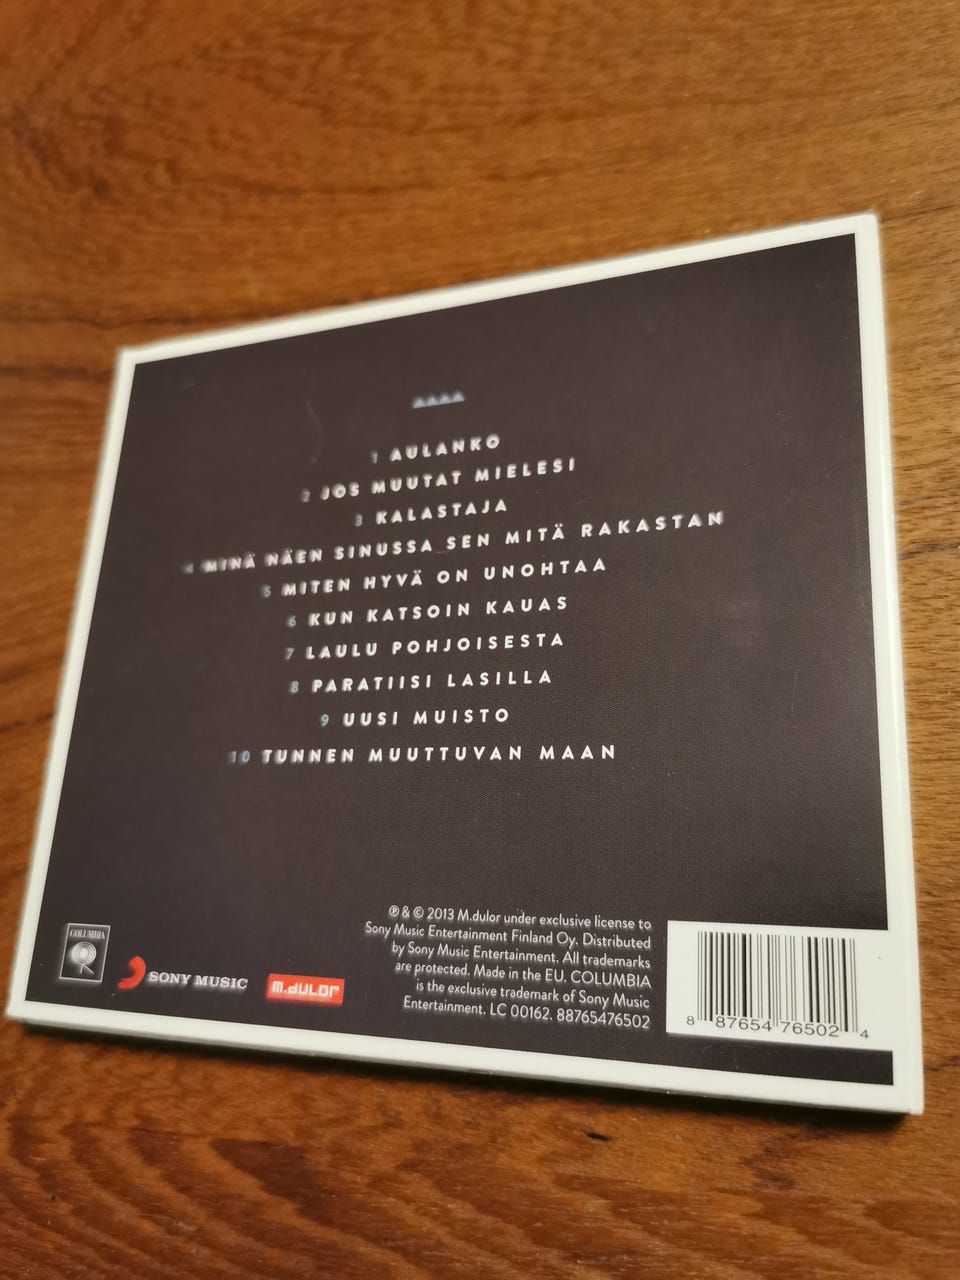 1 AULANKO
2 JOS MUUTAT MIELESI
3 KALASTAJA
4 MINÄ NÄEN SINUSSA SEN MITÄ RAKASTAN
5 MITEN HYVÄ ON UNOHTAA
6 KUN KATSOIN KAUAS
7 LAULU POHJOISESTA
8 PARATIISI LASILLA
9 UUSI MUISTO
10 TUNNEN MUUTTUVAN MAAN
COLUMBIA
SONY MUSIC
m.dulor
℗ & © 2013 M.dulor under exclusive license to
Sony Music Entertainment Finland Oy. Distributed
by Sony Music Entertainment. All trademarks
are protected. Made in the EU. COLUMBIA
is the exclusive trademark of Sony Music
Entertainment. LC 00162. 88765476502
8 87654 76502 4